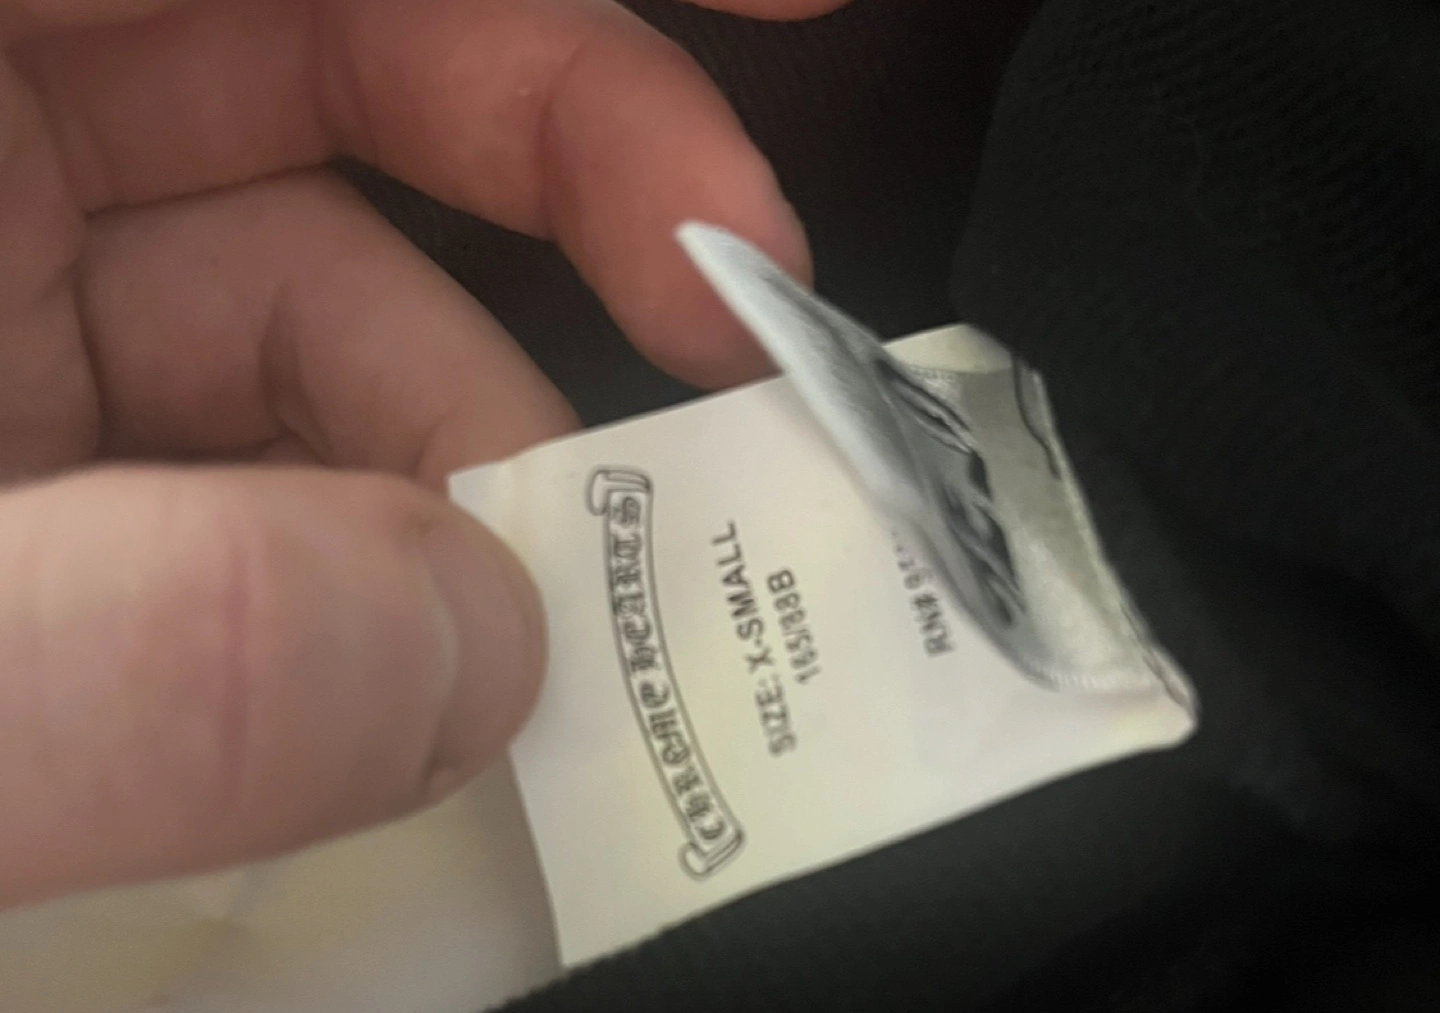 CHROME HEARTS
SIZE: X-SMALL
165/88B
RN#